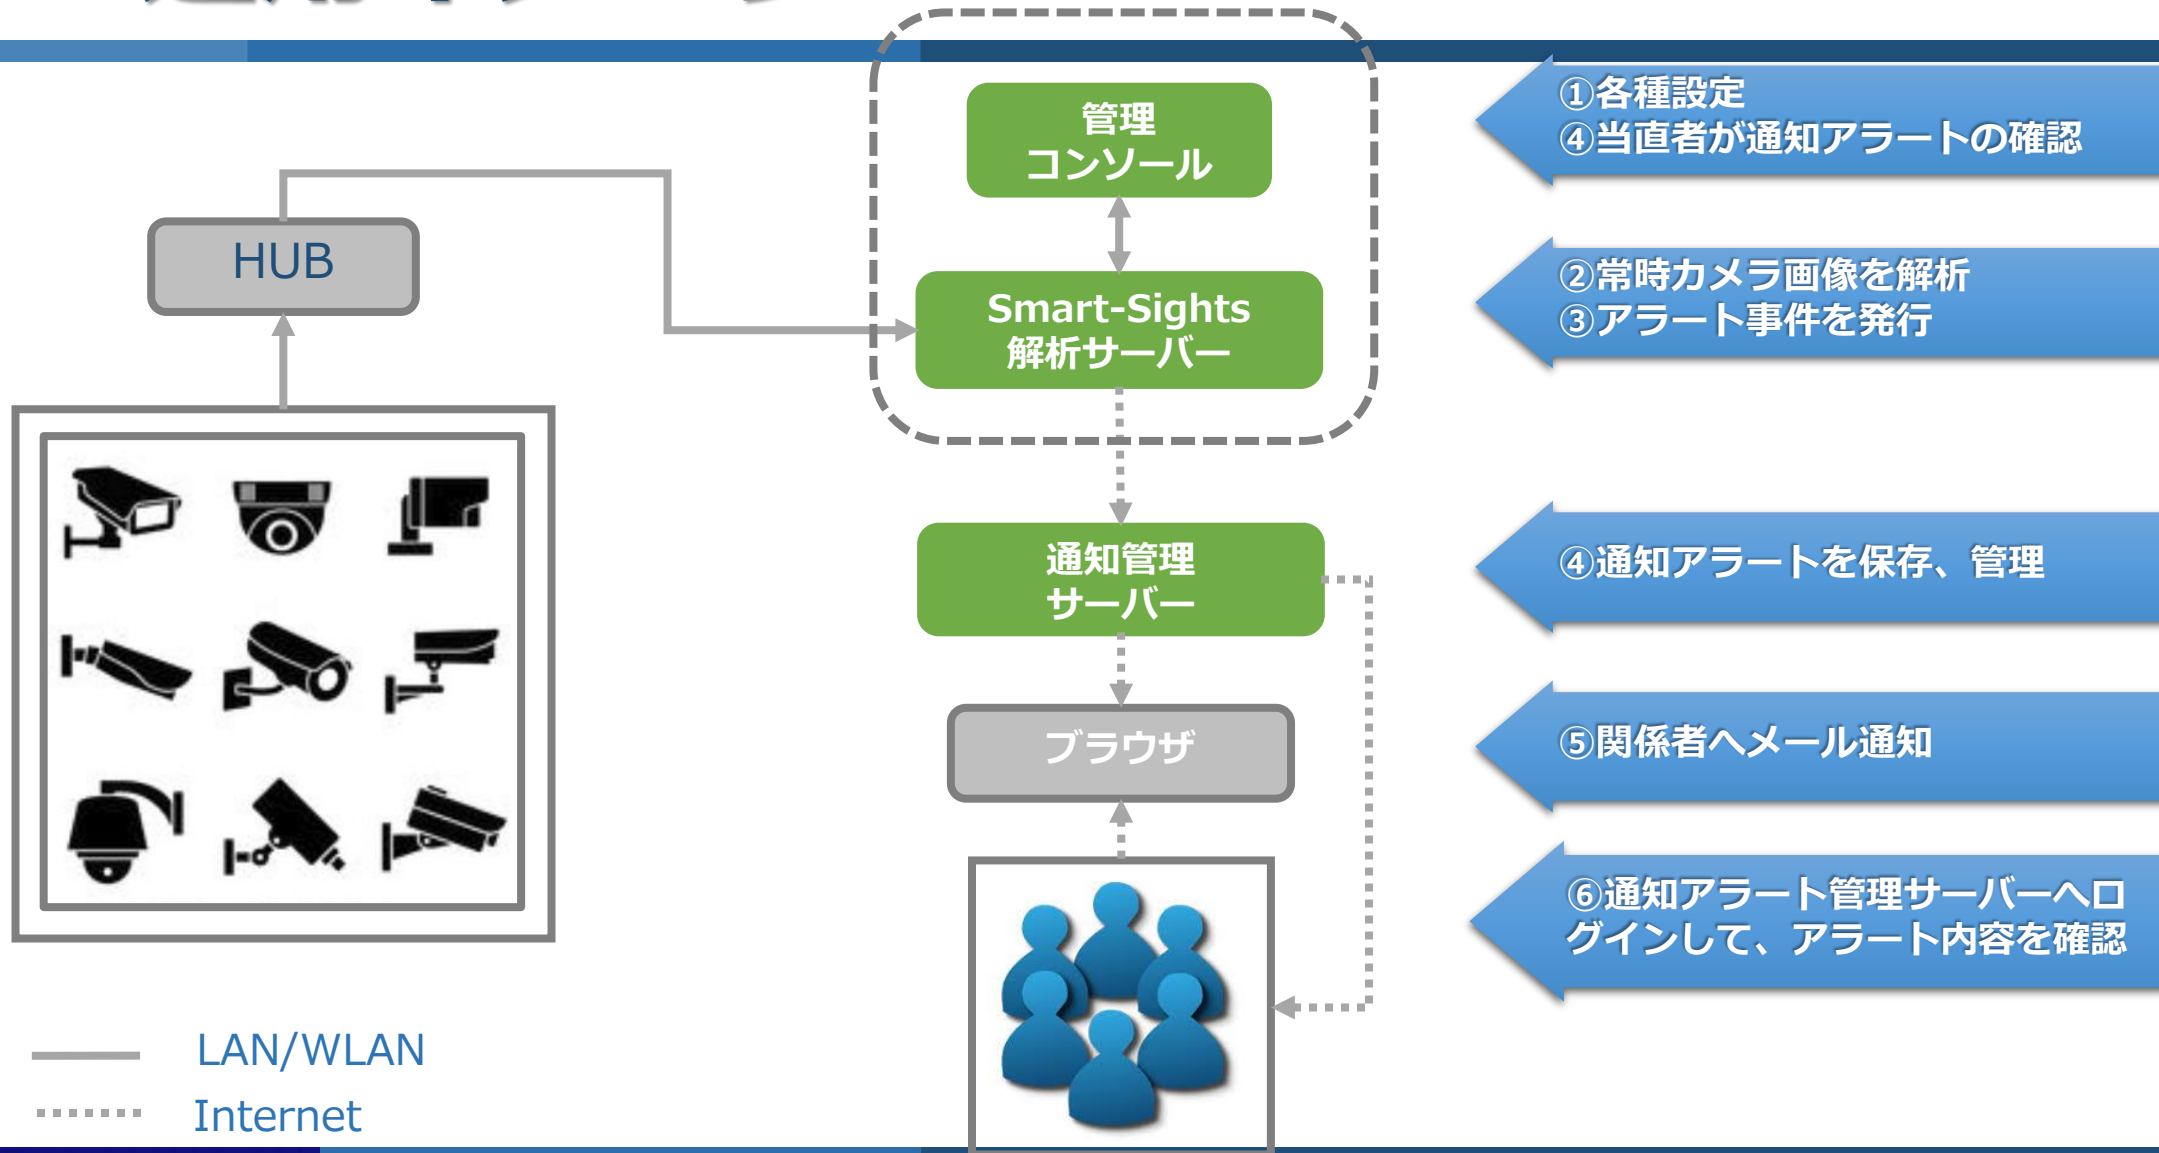 管理
コンソール
①各種設定
④当直者が通知アラートの確認
HUB
Smart-Sights
解析サーバー
②常時カメラ画像を解析
③アラート事件を発行
通知管理
サーバー
④通知アラートを保存、管理
ブラウザ
⑤関係者へメール通知
⑥通知アラート管理サーバーへロ
グインして、アラート内容を確認
LAN/WLAN
Internet